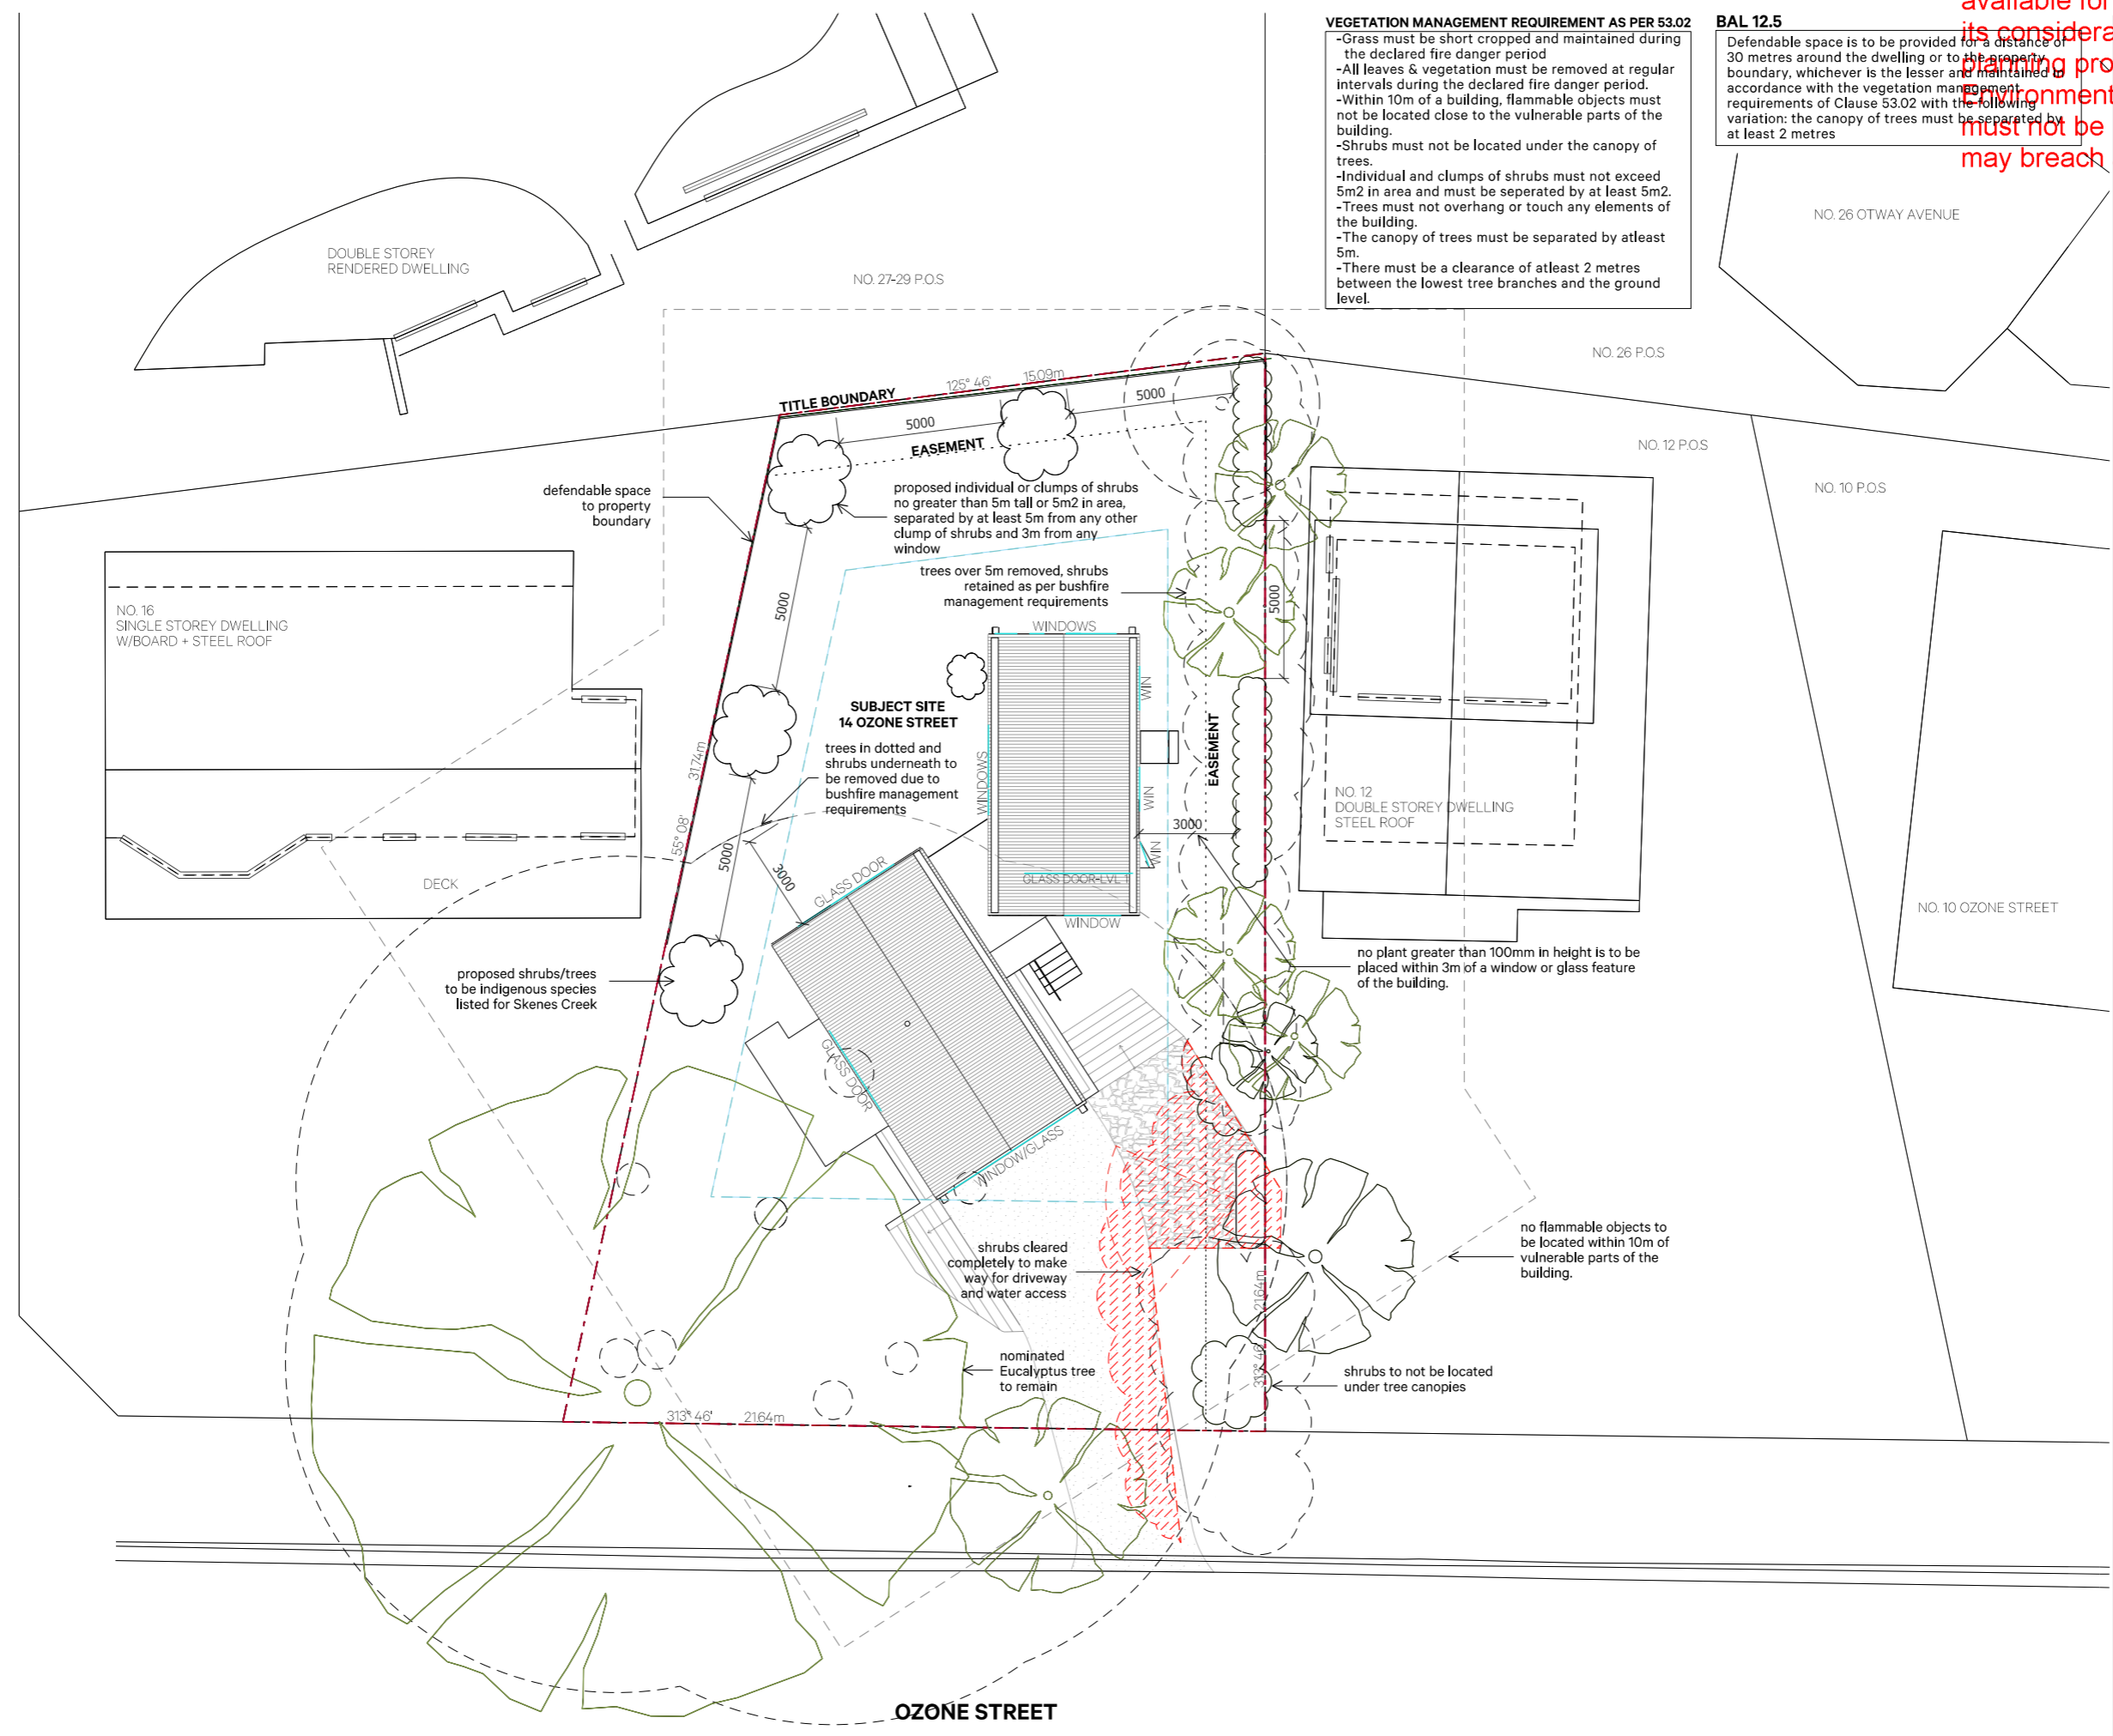 VEGETATION MANAGEMENT REQUIREMENT AS PER 53.02
-Grass must be short cropped and maintained during
the declared fire danger period
-All leaves & vegetation must be removed at regular
intervals during the declared fire danger period.
-Within 10m of a building, flammable objects must
not be located close to the vulnerable parts of the
building.
-Shrubs must not be located under the canopy of
trees.
-Individual and clumps of shrubs must not exceed
5m2 in area and must be seperated by at least 5m2.
-Trees must not overhang or touch any elements of
the building.
-The canopy of trees must be separated by atleast
5m.
-There must be a clearance of atleast 2 metres
between the lowest tree branches and the ground
level.
BAL 12.5
Defendable space is to be provided for a distance of
30 metres around the dwelling or to the property
boundary, whichever is the lesser and maintained in
accordance with the vegetation management
requirements of Clause 53.02 with the following
variation: the canopy of trees must be separated by
at least 2 metres
available for
its considera
planning pro
Environment
must not be
may breach
NO. 26 OTWAY AVENUE
DOUBLE STOREY
RENDERED DWELLING
NO. 27-29 P.O.S
NO. 26 P.O.S
TITLE BOUNDARY
125° 46'
15.09m
5000
5000
EASEMENT
NO. 12 P.O.S
NO. 10 P.O.S
defendable space
to property
boundary
proposed individual or clumps of shrubs
no greater than 5m tall or 5m2 in area,
separated by at least 5m from any other
clump of shrubs and 3m from any
window
trees over 5m removed, shrubs
retained as per bushfire
management requirements
5000
5000
NO. 16
SINGLE STOREY DWELLING
W/BOARD + STEEL ROOF
WINDOWS
WIN
SUBJECT SITE
14 OZONE STREET
trees in dotted and
shrubs underneath to
be removed due to
bushfire management
requirements
31.74m
55° 08'
WINDOWS
EASEMENT
WIN
NO. 12
DOUBLE STOREY DWELLING
STEEL ROOF
3000
WIN
5000
3000
GLASS DOOR
GLASS DOOR-LVL 1
DECK
WINDOW
NO. 10 OZONE STREET
no plant greater than 100mm in height is to be
placed within 3m of a window or glass feature
of the building.
proposed shrubs/trees
to be indigenous species
listed for Skenes Creek
GLASS DOOR
WINDOW/GLASS
shrubs cleared
completely to make
way for driveway
and water access
no flammable objects to
be located within 10m of
vulnerable parts of the
building.
21.64m
313° 46'
nominated
Eucalyptus tree
to remain
shrubs to not be located
under tree canopies
313° 46'
21.64m
OZONE STREET